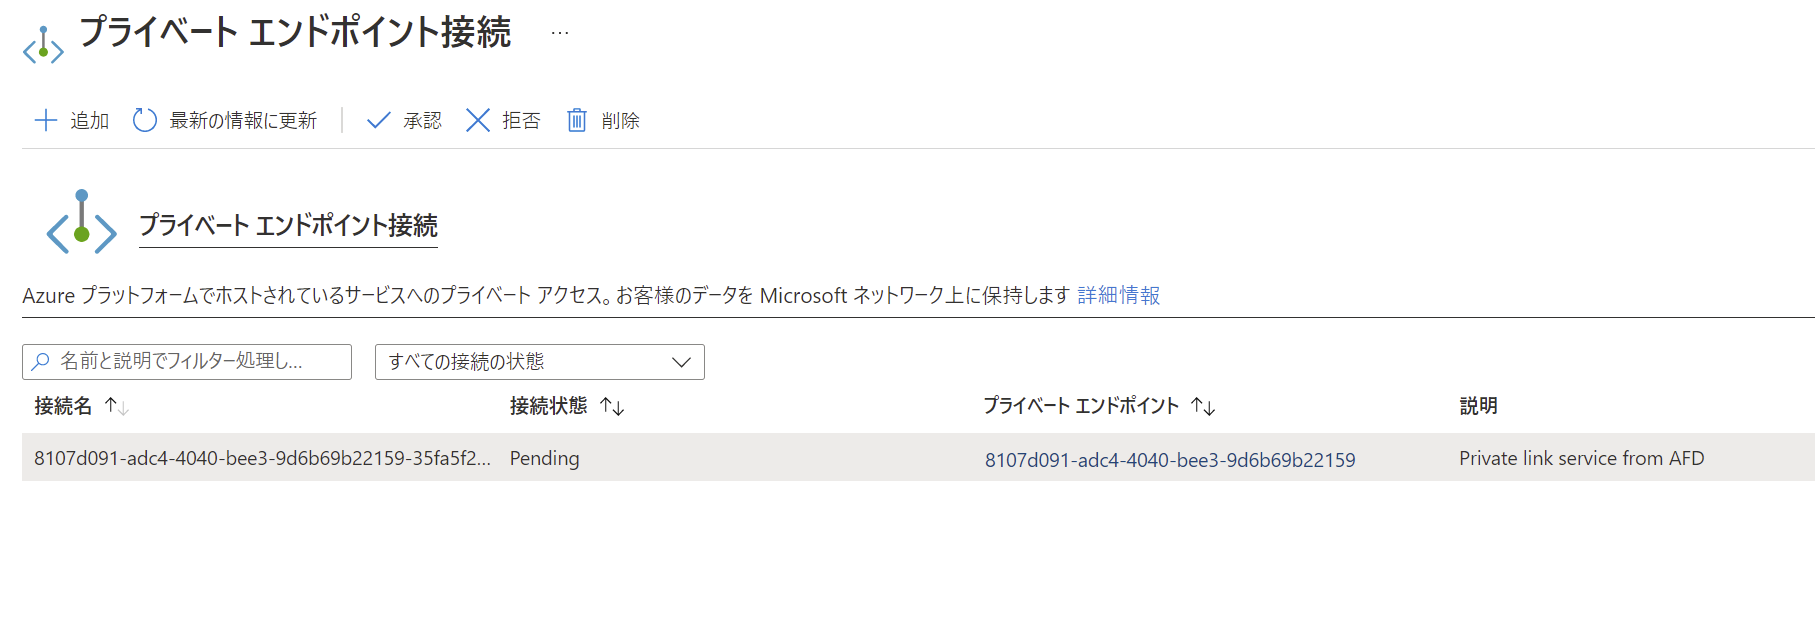 プライベート エンドポイント接続 …
追加 最新の情報に更新 承認 拒否 削除
プライベート エンドポイント接続
Azure プラットフォームでホストされているサービスへのプライベート アクセス。お客様のデータを Microsoft ネットワーク上に保持します 詳細情報
名前と説明でフィルター処理し... すべての接続の状態
接続名 接続状態 プライベート エンドポイント 説明
8107d091-adc4-4040-bee3-9d6b69b22159-35fa5f2... Pending 8107d091-adc4-4040-bee3-9d6b69b22159 Private link service from AFD